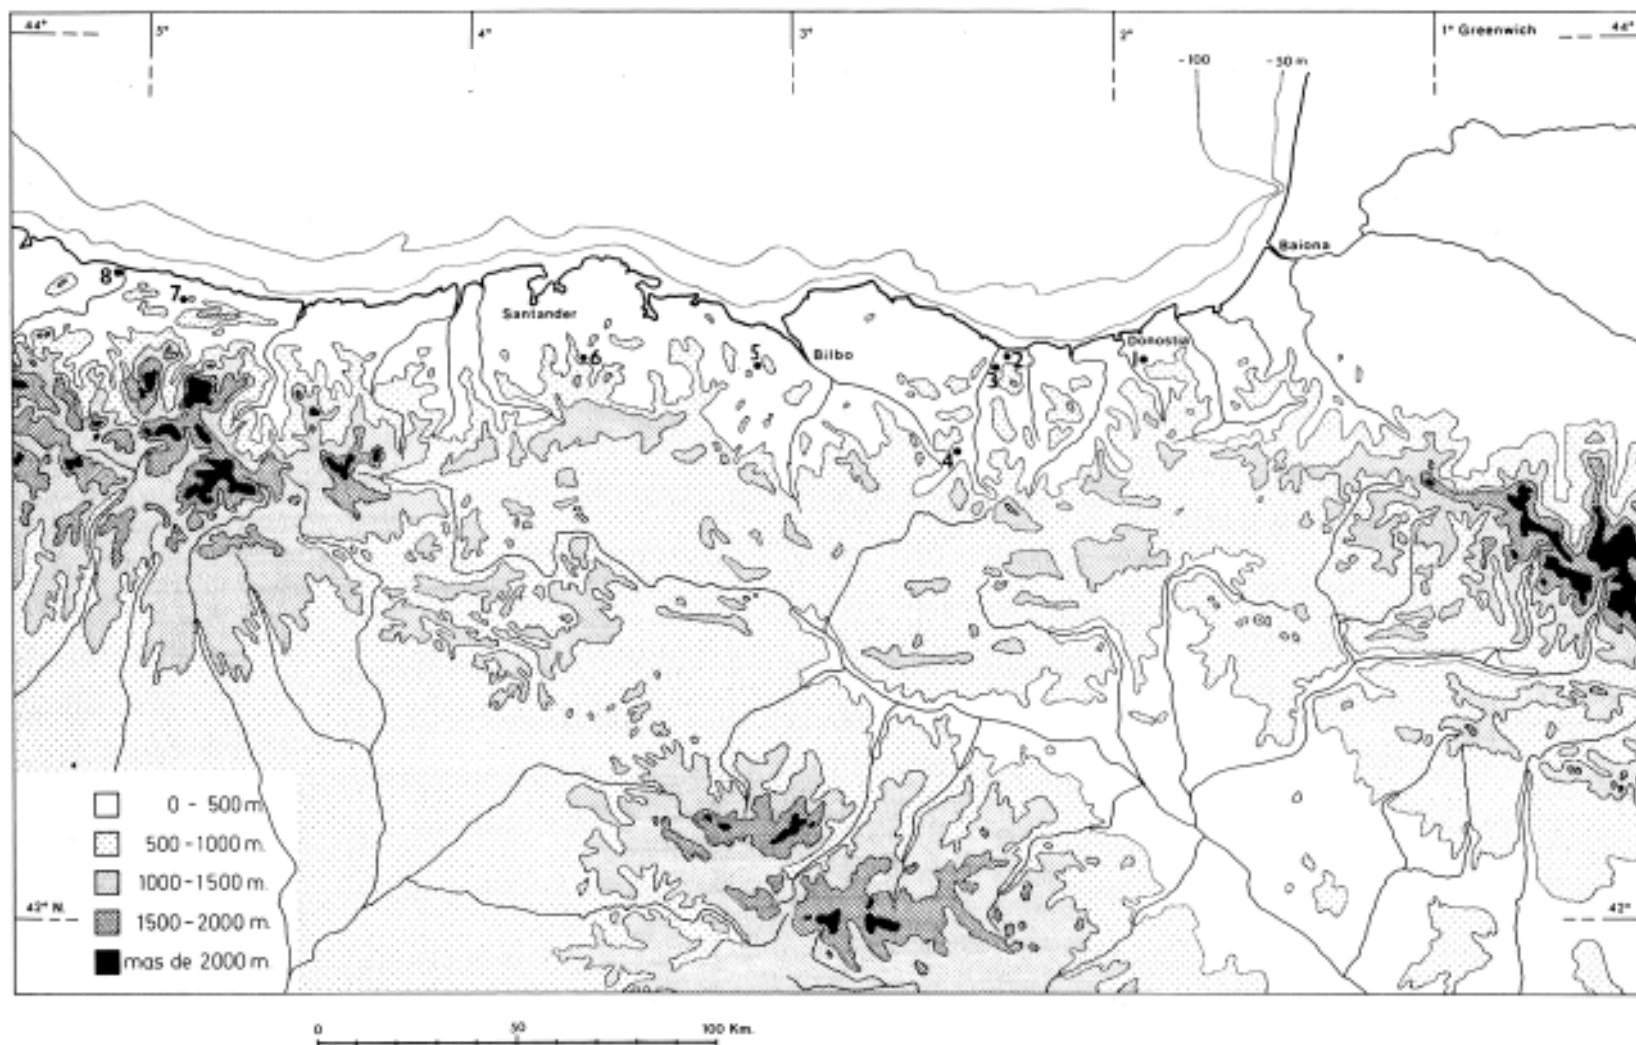 44°
5°
4°
3°
2°
1° Greenwich
44°
-100
-50 m
Baiona
8
7
Santander
6
5
Bilbo
2
3
Donostia
1
4
0 - 500 m
500 - 1000 m.
1000 - 1500 m.
1500 - 2000 m.
mas de 2000 m.
42° N.
42°
0
50
100 Km.